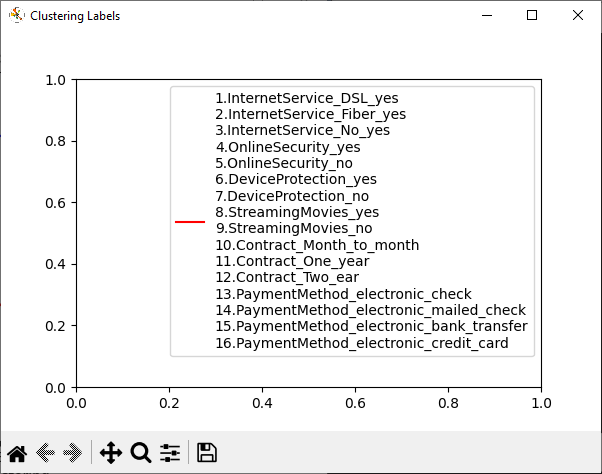 Clustering Labels
1.0
0.8
0.6
0.4
0.2
0.0
1.InternetService_DSL_yes
2.InternetService_Fiber_yes
3.InternetService_No_yes
4.OnlineSecurity_yes
5.OnlineSecurity_no
6.DeviceProtection_yes
7.DeviceProtection_no
8.StreamingMovies_yes
9.StreamingMovies_no
10.Contract_Month_to_month
11.Contract_One_year
12.Contract_Two_ear
13.PaymentMethod_electronic_check
14.PaymentMethod_electronic_mailed_check
15.PaymentMethod_electronic_bank_transfer
16.PaymentMethod_electronic_credit_card
0.0 0.2 0.4 0.6 0.8 1.0